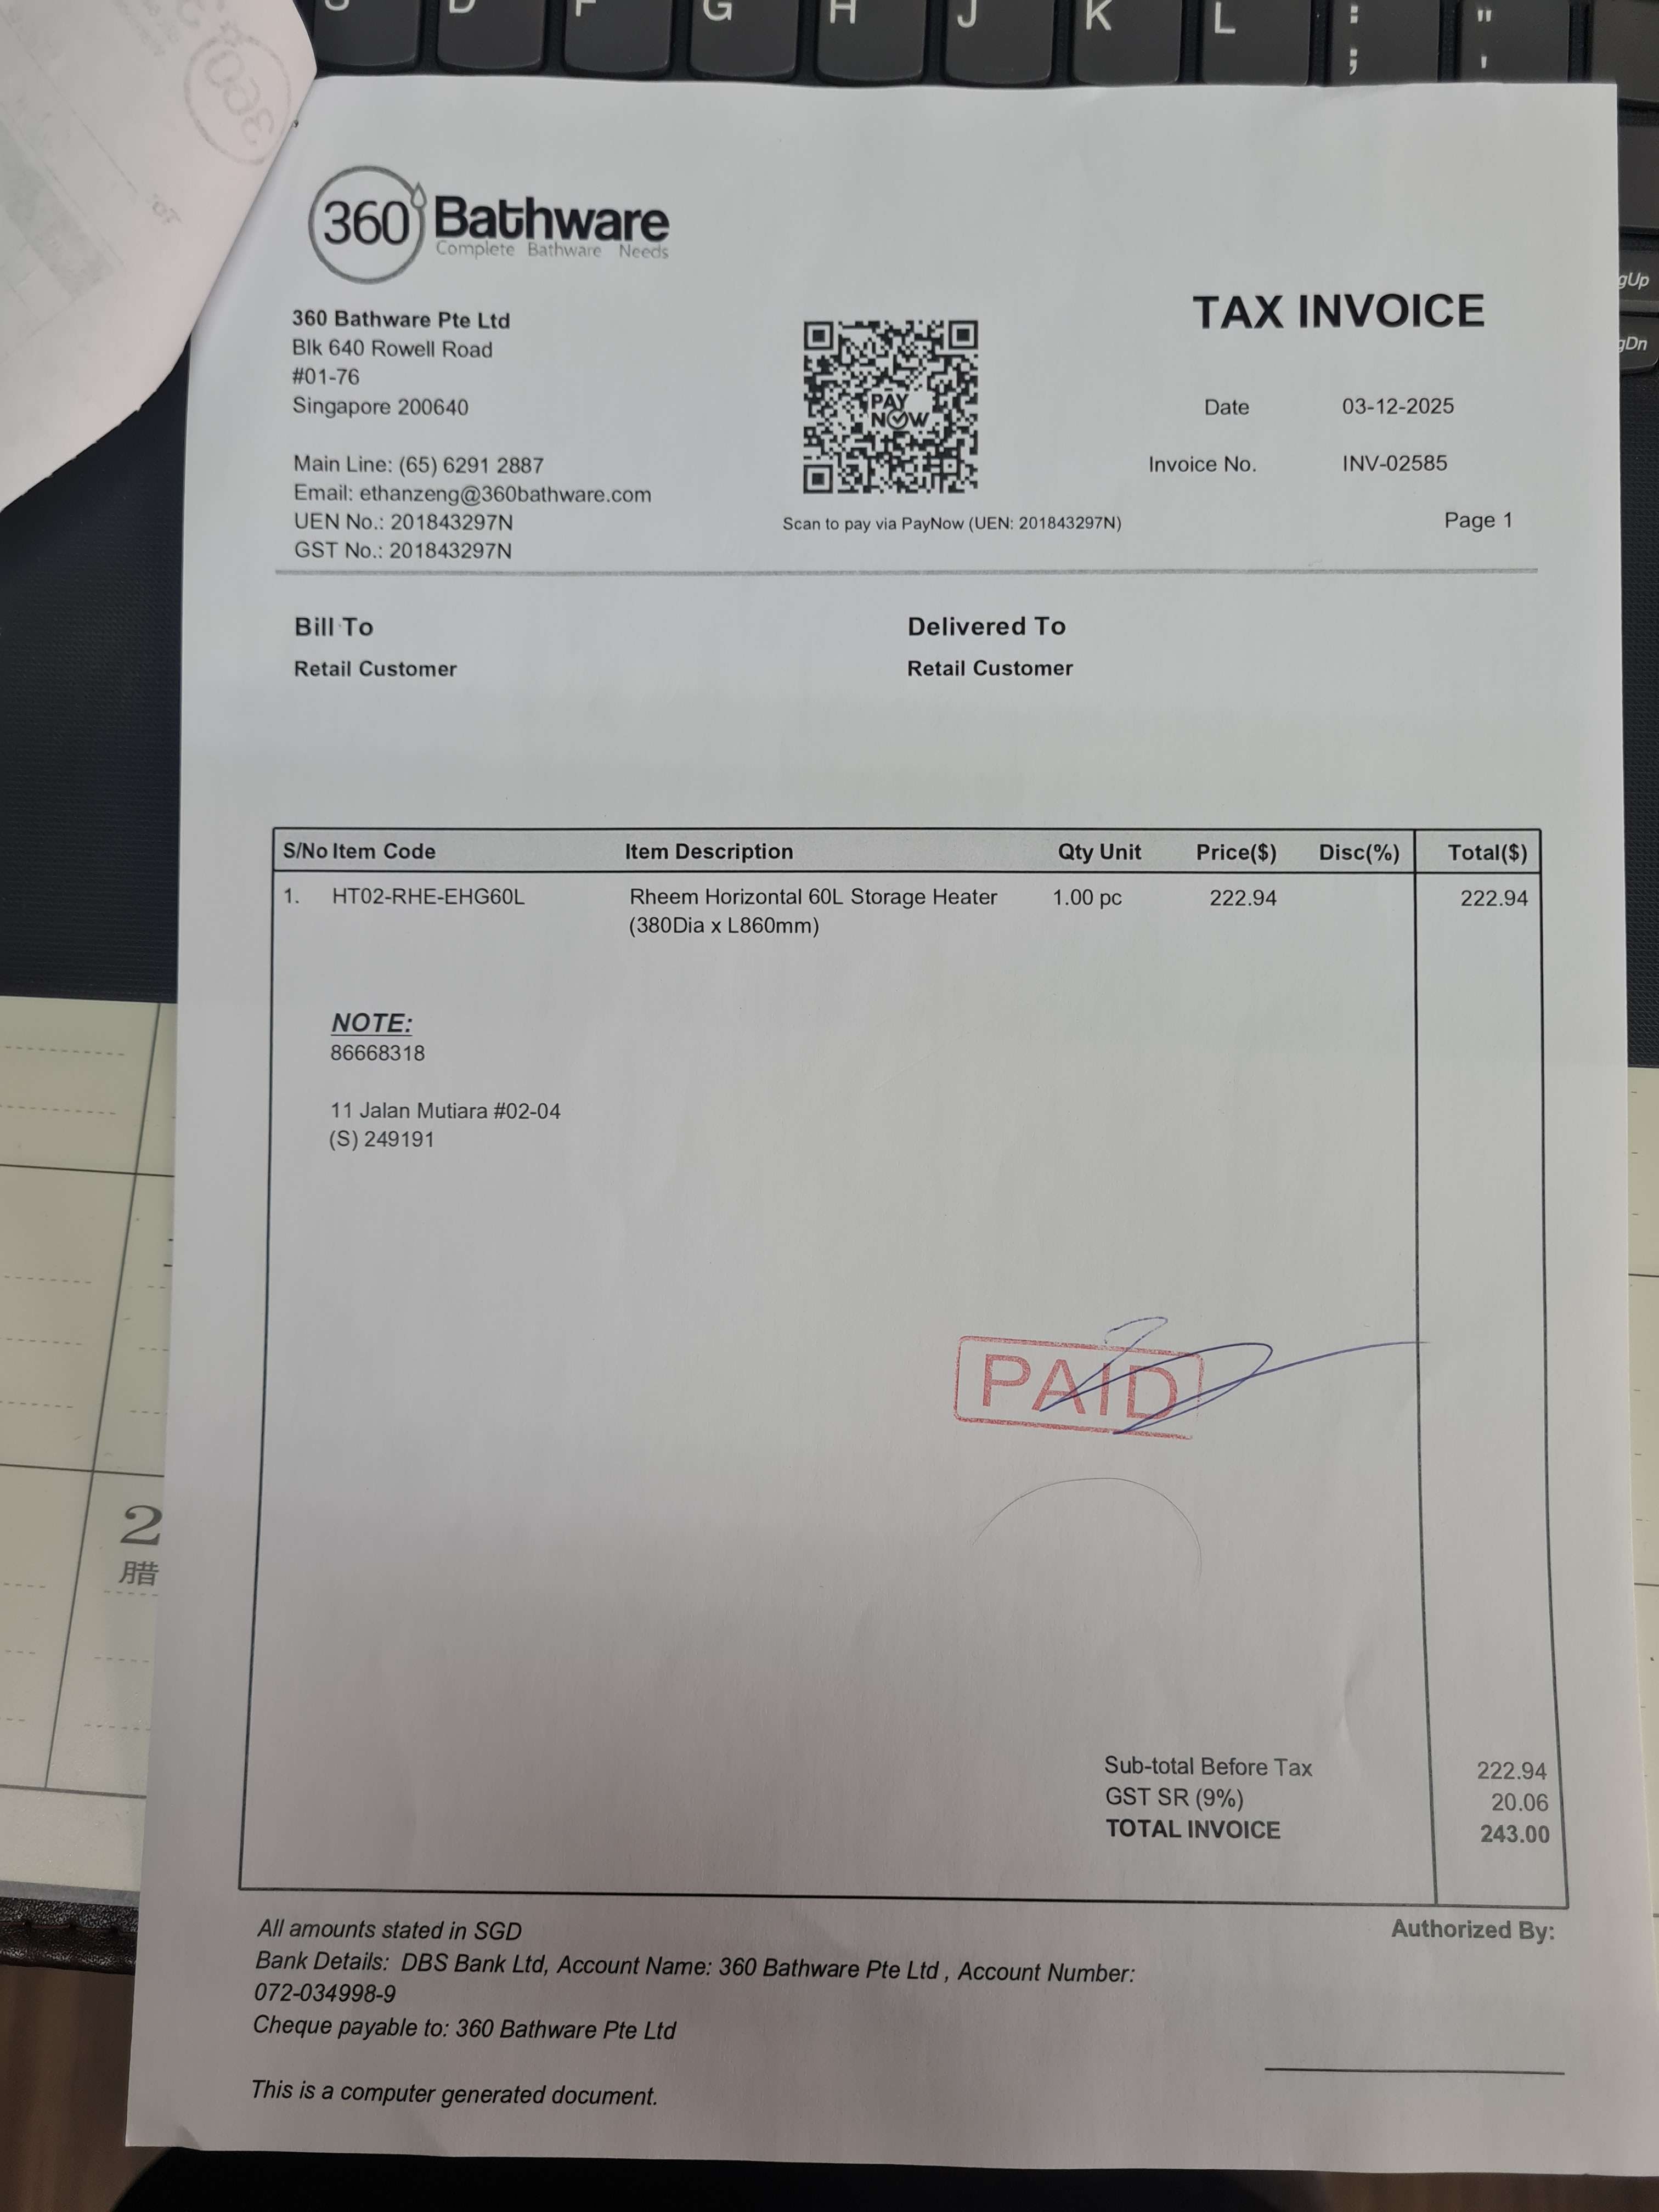 S D F G H J K L : ; " '
gUp
gDn
360
360 Bathware
Complete Bathware Needs
TAX INVOICE
360 Bathware Pte Ltd
Blk 640 Rowell Road
#01-76
Singapore 200640
Main Line: (65) 6291 2887
Email: ethanzeng@360bathware.com
UEN No.: 201843297N
GST No.: 201843297N
PAY
NOW
Scan to pay via PayNow (UEN: 201843297N)
Date 03-12-2025
Invoice No. INV-02585
Page 1
Bill To
Retail Customer
Delivered To
Retail Customer
S/No Item Code Item Description Qty Unit Price($) Disc(%) Total($)
1. HT02-RHE-EHG60L Rheem Horizontal 60L Storage Heater 1.00 pc 222.94 222.94
(380Dia x L860mm)
NOTE:
86668318
11 Jalan Mutiara #02-04
(S) 249191
PAID
2
腊
Sub-total Before Tax 222.94
GST SR (9%) 20.06
TOTAL INVOICE 243.00
All amounts stated in SGD
Bank Details: DBS Bank Ltd, Account Name: 360 Bathware Pte Ltd , Account Number:
072-034998-9
Cheque payable to: 360 Bathware Pte Ltd
This is a computer generated document.
Authorized By: